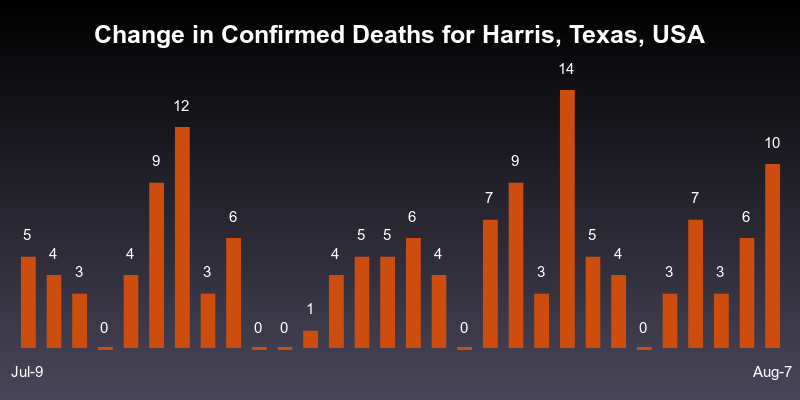 Change in Confirmed Deaths for Harris, Texas, USA
5 4 3 0 4 9 12 3 6 0 0 1 4 5 5 6 4 0 7 9 3 14 5 4 0 3 7 3 6 10
Jul-9 Aug-7